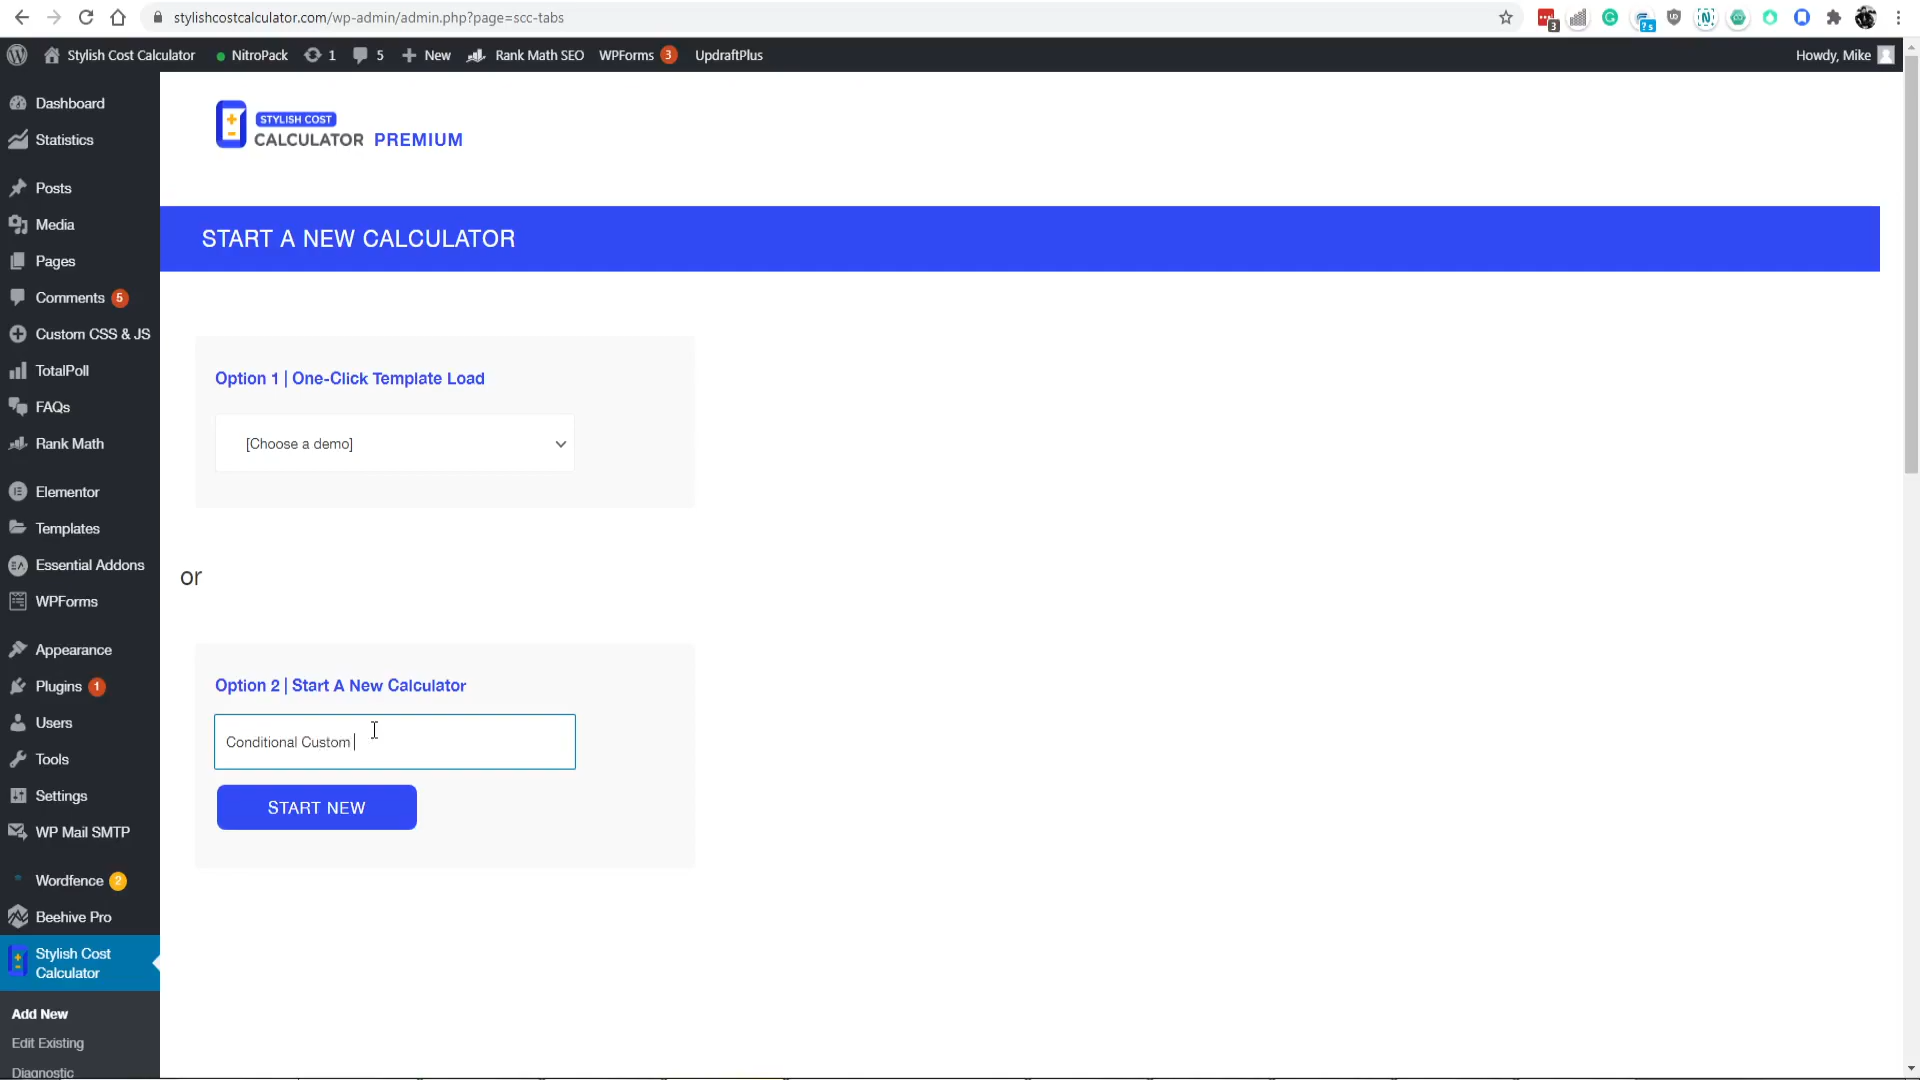 stylishcostcalculator.com/wp-admin/admin.php?page=scc-tabs
3
?s
Stylish Cost Calculator
NitroPack
1
5
New
Rank Math SEO
WPForms 3
UpdraftPlus
Howdy, Mike
Dashboard
Statistics
Posts
Media
Pages
Comments 5
Custom CSS & JS
TotalPoll
FAQs
Rank Math
Elementor
Templates
Essential Addons
WPForms
Appearance
Plugins 1
Users
Tools
Settings
WP Mail SMTP
Wordfence 2
Beehive Pro
Stylish Cost
Calculator
Add New
Edit Existing
Diagnostic
STYLISH COST
CALCULATOR PREMIUM
START A NEW CALCULATOR
Option 1 | One-Click Template Load
[Choose a demo]
or
Option 2 | Start A New Calculator
Conditional Custom
START NEW